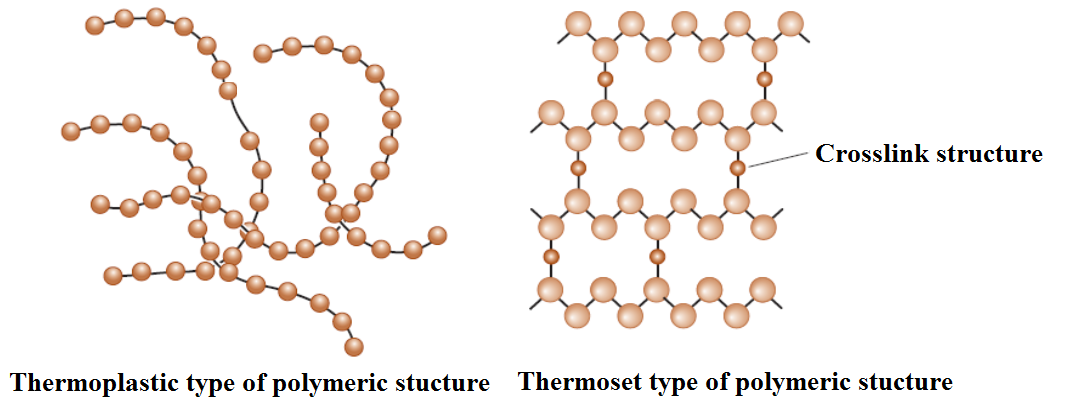 Crosslink structure
Thermoplastic type of polymeric stucture
Thermoset type of polymeric stucture